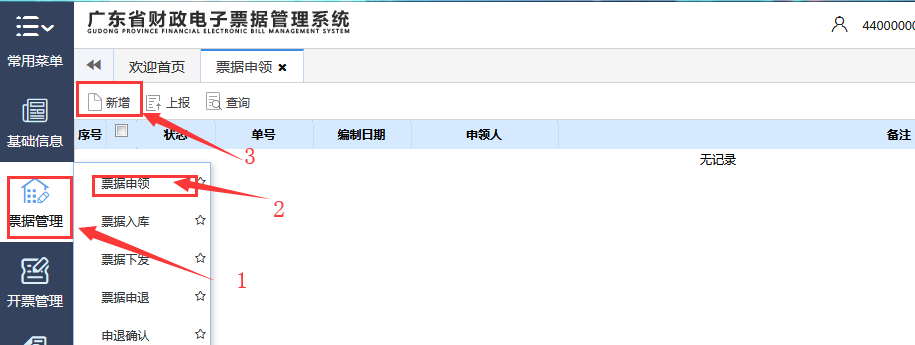 广东省财政电子票据管理系统
GUDONG PROVINCE FINANCIAL ELECTRONIC BILL MANAGEMENT SYSTEM
44000000
常用菜单
欢迎首页
票据申领
新增
上报
查询
序号
状态
单号
编制日期
申领人
备注
无记录
基础信息
票据管理
开票管理
票据申领
票据入库
票据下发
票据申退
申退确认
1
2
3